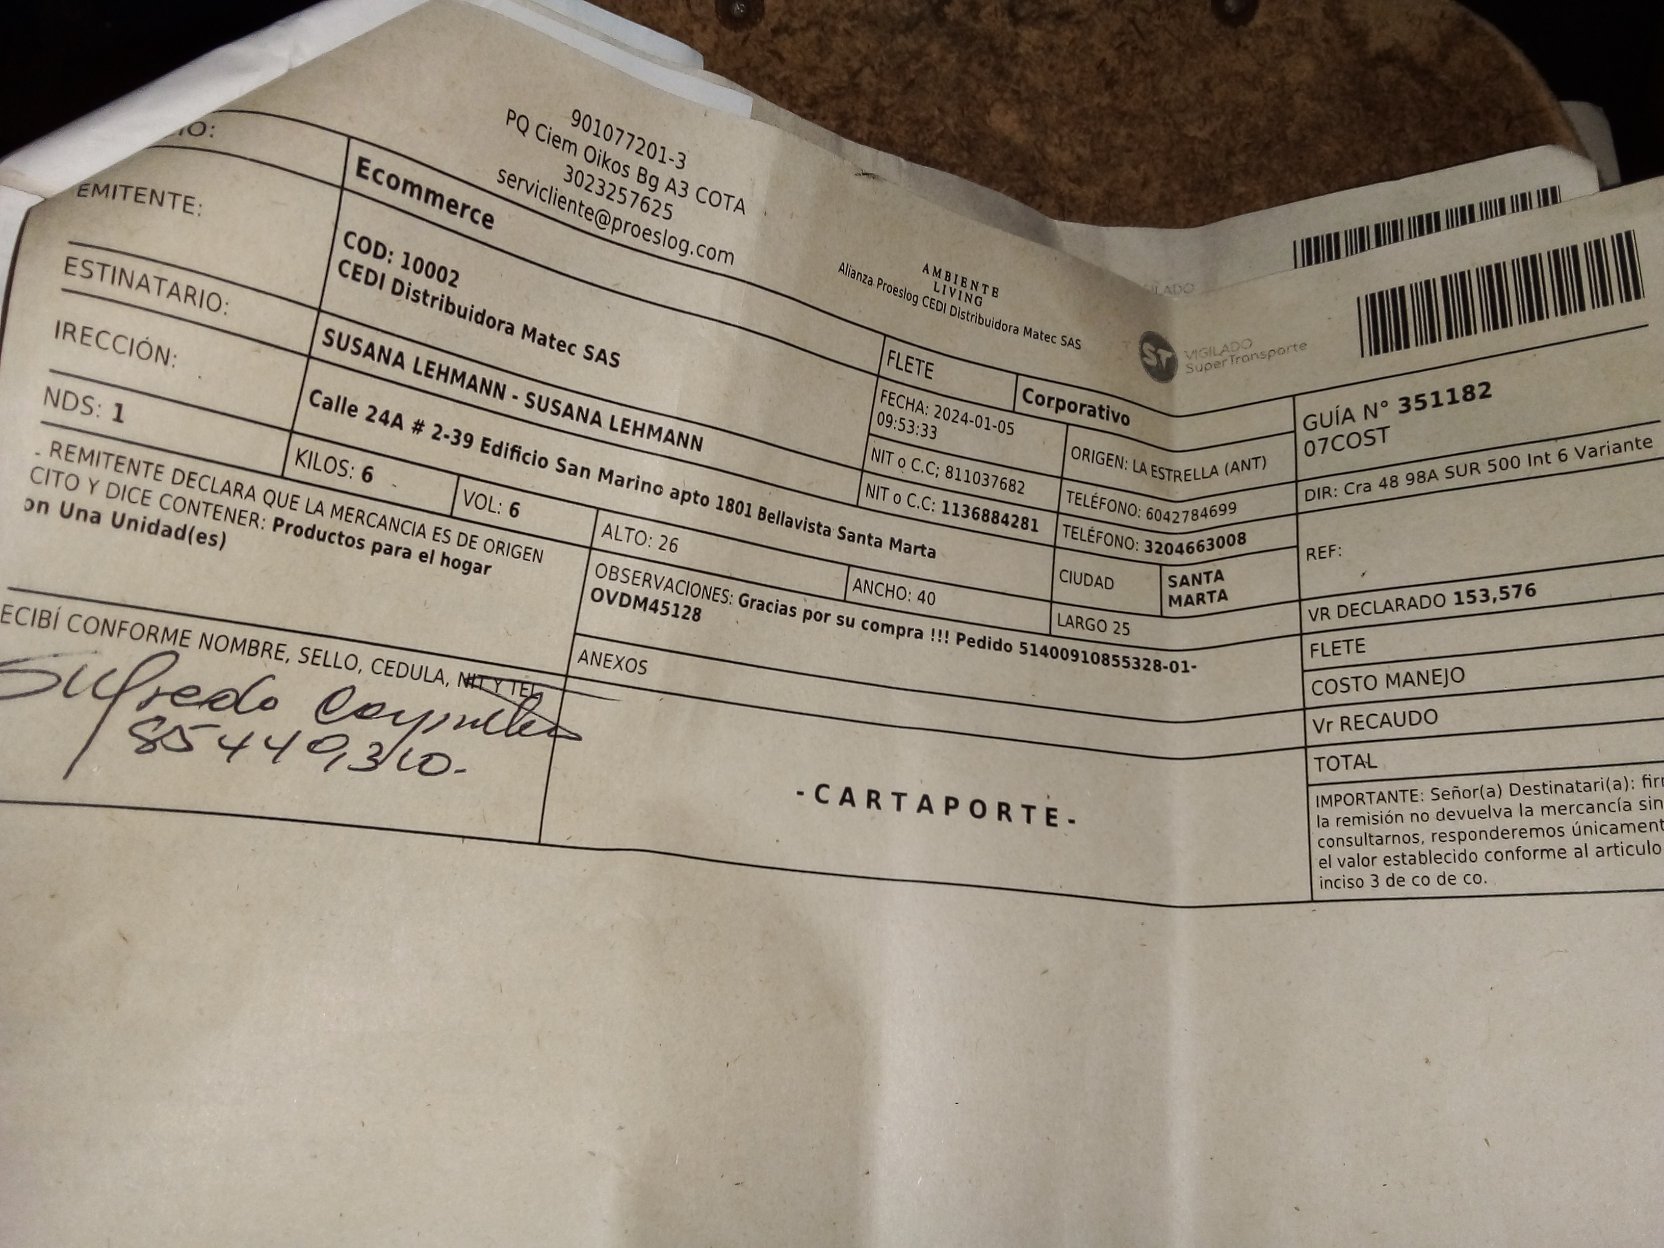 901077201-3
PQ Ciem Oikos Bg A3 COTA
3023257625
servicliente@proeslog.com
AMBIENTE
LIVING
Alianza Proeslog CEDI Distribuidora Matec SAS
ST VIGILADO
SuperTransporte
IO: Ecommerce
FLETE Corporativo
GUÍA N° 351182
07COST
EMITENTE: COD: 10002
CEDI Distribuidora Matec SAS
FECHA: 2024-01-05
09:53:33
ORIGEN: LA ESTRELLA (ANT)
DIR: Cra 48 98A SUR 500 Int 6 Variante
NIT o C.C; 811037682
TELÉFONO: 6042784699
ESTINATARIO: SUSANA LEHMANN - SUSANA LEHMANN
NIT o C.C: 1136884281
TELÉFONO: 3204663008
REF:
IRECCIÓN: Calle 24A # 2-39 Edificio San Marino apto 1801 Bellavista Santa Marta
CIUDAD SANTA
MARTA
NDS: 1 KILOS: 6 VOL: 6 ALTO: 26 ANCHO: 40 LARGO 25
VR DECLARADO 153,576
- REMITENTE DECLARA QUE LA MERCANCIA ES DE ORIGEN
CITO Y DICE CONTENER: Productos para el hogar
on Una Unidad(es)
OBSERVACIONES: Gracias por su compra !!! Pedido 51400910855328-01-
OVDM45128
ANEXOS
FLETE
COSTO MANEJO
Vr RECAUDO
TOTAL
ECIBÍ CONFORME NOMBRE, SELLO, CEDULA, NIT Y TEL
-CARTAPORTE-
IMPORTANTE: Señor(a) Destinatari(a): fir
la remisión no devuelva la mercancía sin
consultarnos, responderemos únicament
el valor establecido conforme al articulo
inciso 3 de co de co.